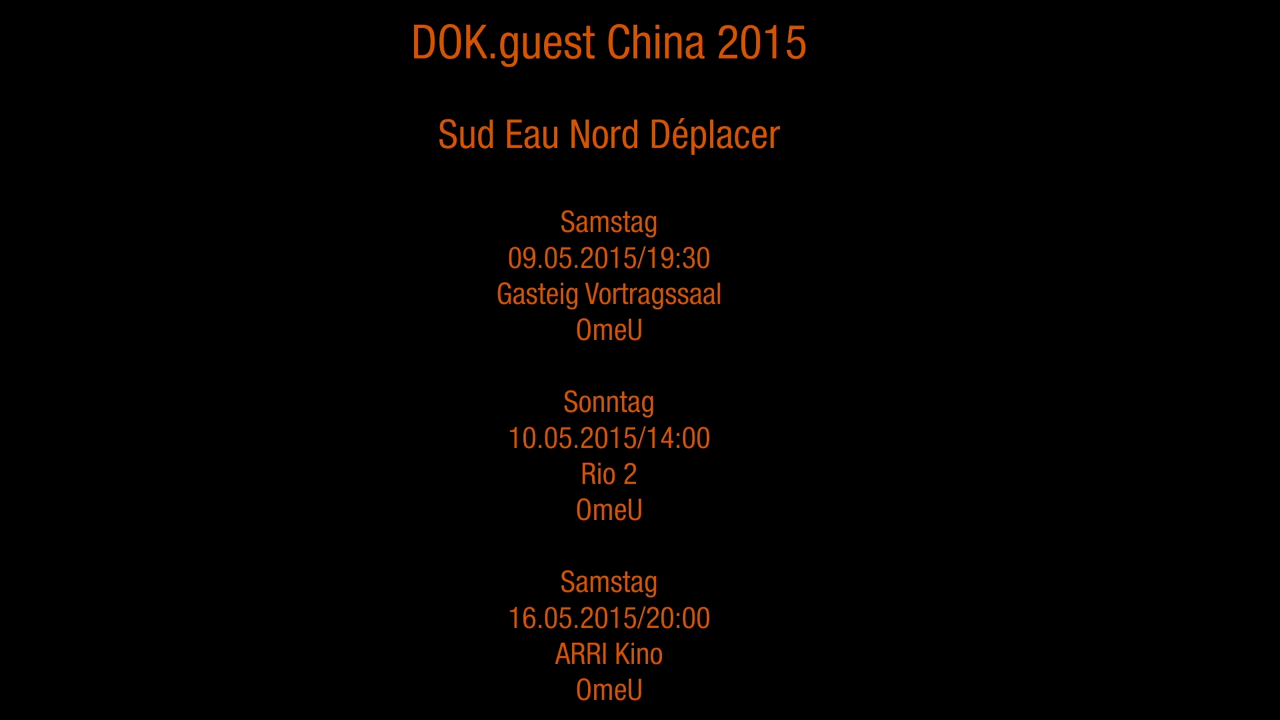 DOK.guest China 2015
Sud Eau Nord Déplacer
Samstag
09.05.2015/19:30
Gasteig Vortragssaal
OmeU
Sonntag
10.05.2015/14:00
Rio 2
OmeU
Samstag
16.05.2015/20:00
ARRI Kino
OmeU